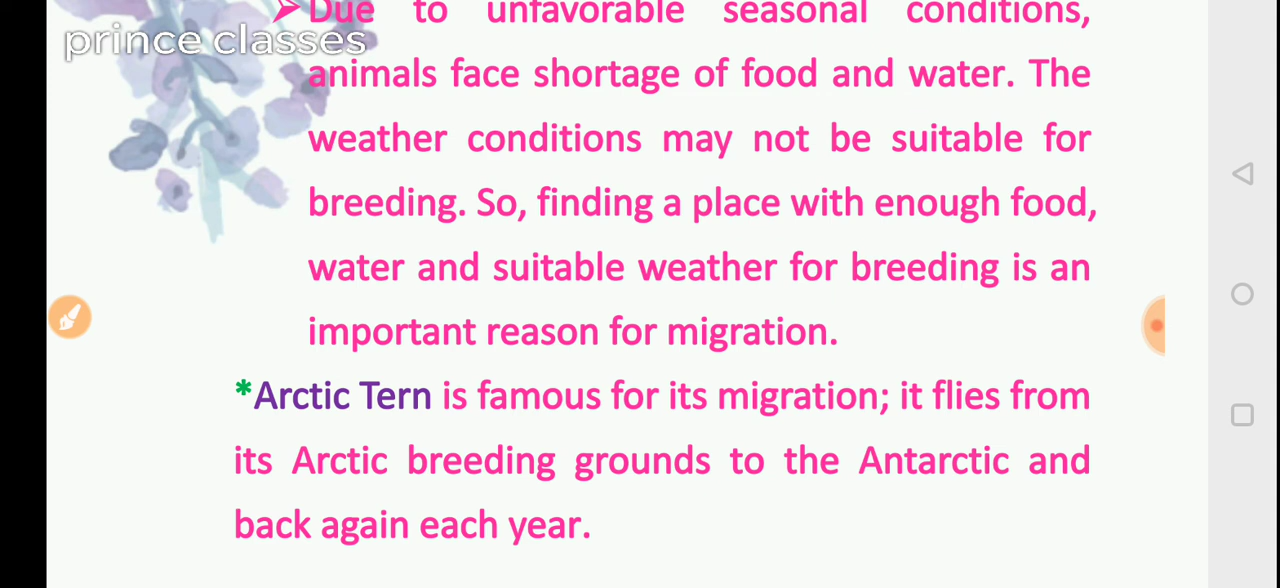 ➢Due to unfavorable seasonal conditions,
prince classes
animals face shortage of food and water. The
weather conditions may not be suitable for
breeding. So, finding a place with enough food,
water and suitable weather for breeding is an
important reason for migration.
*Arctic Tern is famous for its migration; it flies from
its Arctic breeding grounds to the Antarctic and
back again each year.